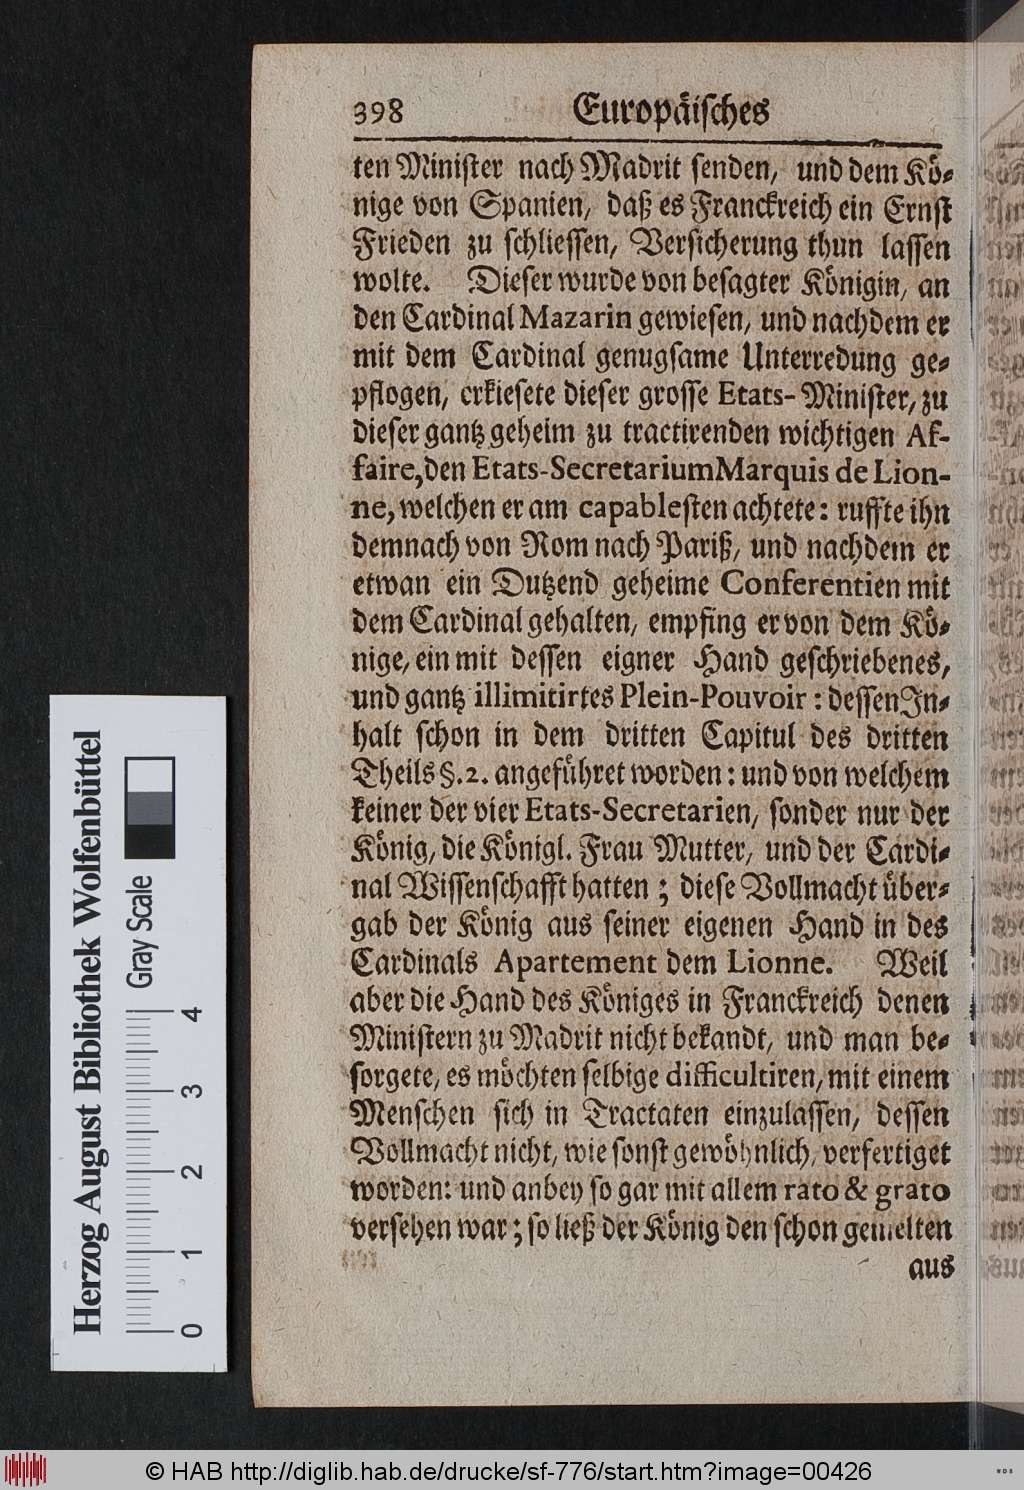 398 Europäisches
ten Minister nach Madrit senden, und dem Kö-
nige von Spanien, daß es Franckreich ein Ernst
Frieden zu schliessen, Versicherung thun lassen
wolte. Dieser wurde von besagter Königin, an
den Cardinal Mazarin gewiesen, und nachdem er
mit dem Cardinal genugsame Unterredung ge-
pflogen, erkiesete dieser grosse Etats-Minister, zu
dieser gantz geheim zu tractirenden wichtigen Af-
faire, den Etats-Secretarium Marquis de Lion-
ne, welchen er am capablesten achtete: ruffte ihn
demnach von Rom nach Pariß, und nachdem er
etwan ein Dutzend geheime Conferentien mit
dem Cardinal gehalten, empfing er von dem Kö-
nige, ein mit dessen eigner Hand geschriebenes,
und gantz illimitirtes Plein-Pouvoir: dessen In-
halt schon in dem dritten Capitul des dritten
Theils §. 2. angeführet worden: und von welchem
keiner der vier Etats-Secretarien, sonder nur der
König, die Königl. Frau Mutter, und der Cardi-
nal Wissenschafft hatten; diese Vollmacht über-
gab der König aus seiner eigenen Hand in des
Cardinals Apartement dem Lionne. Weil
aber die Hand des Königes in Franckreich denen
Ministern zu Madrit nicht bekandt, und man be-
sorgete, es möchten selbige difficultiren, mit einem
Menschen sich in Tractaten einzulassen, dessen
Vollmacht nicht, wie sonst gewöhnlich, verfertiget
worden: und anbey so gar mit allem rato & grato
versehen war; so ließ der König den schon gemelten
aus
Herzog August Bibliothek Wolfenbüttel
Gray Scale
0 1 2 3 4
© HAB http://diglib.hab.de/drucke/sf-776/start.htm?image=00426